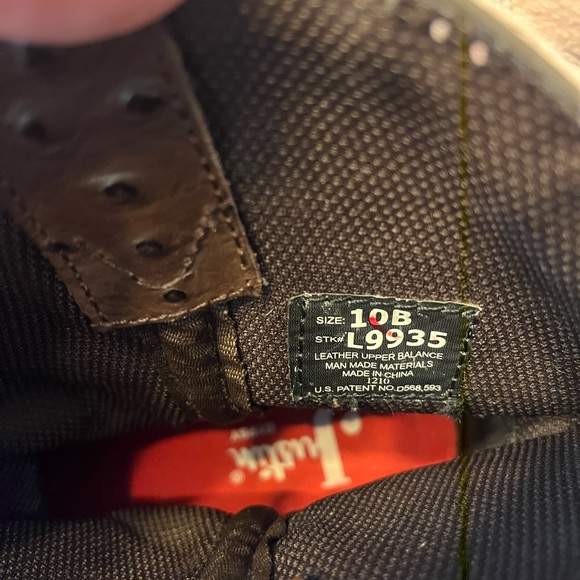 SIZE: 10B
STK# L9935
LEATHER UPPER BALANCE
MAN MADE MATERIALS
MADE IN CHINA
1210
U.S. PATENT NO. D568,593
Justin®